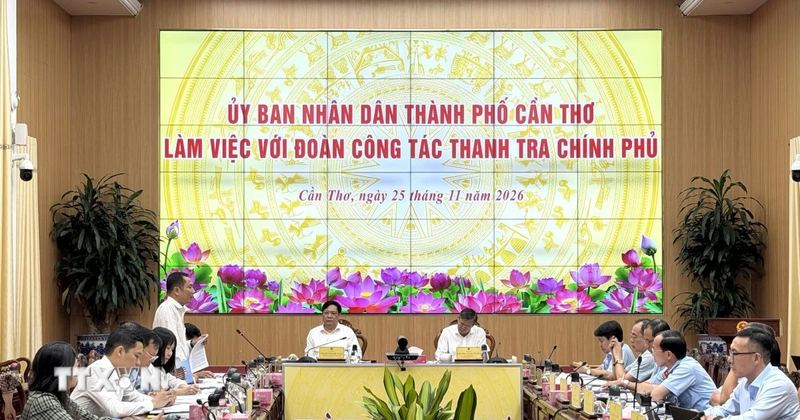 ỦY BAN NHÂN DÂN THÀNH PHỐ CẦN THƠ
LÀM VIỆC VỚI ĐOÀN CÔNG TÁC THANH TRA CHÍNH PHỦ
Cần Thơ, ngày 25 tháng 11 năm 2026
TTXVN